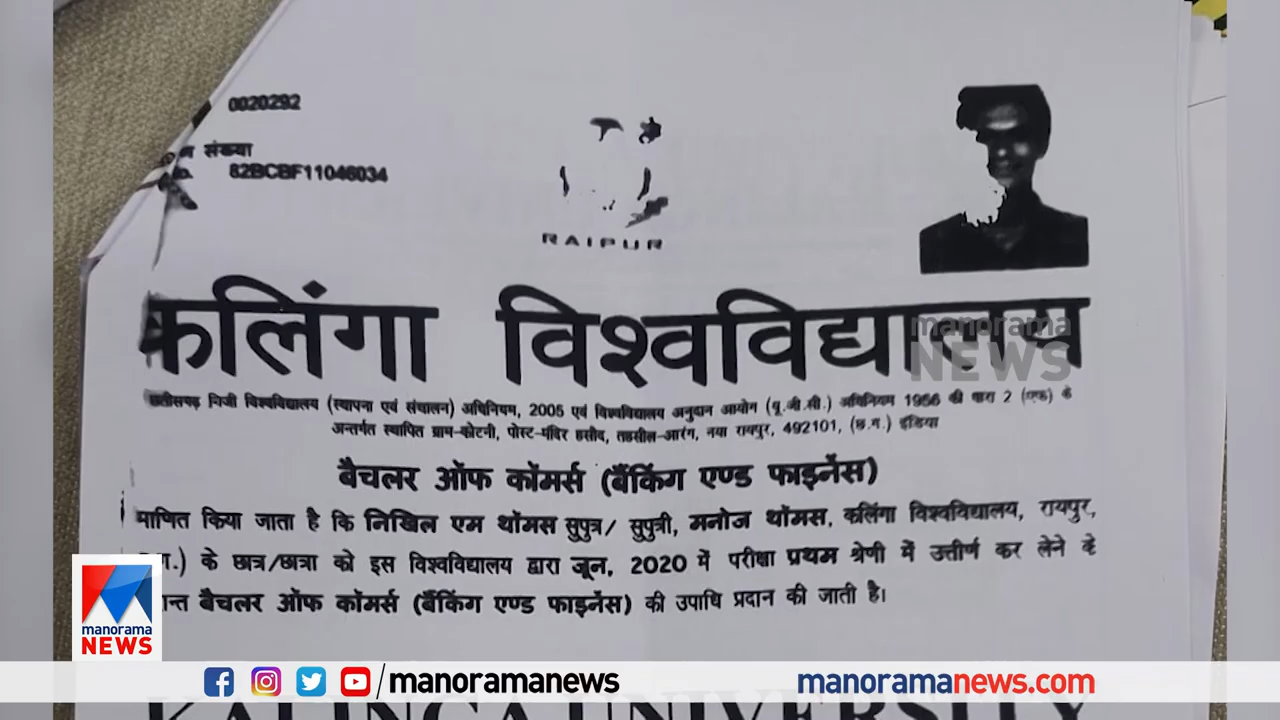 0020292
संख्या
82BCBF11046034
RAIPUR
कलिंगा विश्वविद्यालय
manorama
NEWS
छत्तीसगढ़ निजी विश्वविद्यालय (स्थापना एवं संचालन) अधिनियम, 2005 एवं विश्वविद्यालय अनुदान आयोग (यू.जी.सी.) अधिनियम 1956 की धारा 2 (एफ) के
अन्तर्गत स्थापित ग्राम-कोटनी, पोस्ट-मंदिर हसौद, तहसील-आरंग, नया रायपुर, 492101, (छ.ग.) इंडिया
बैचलर ऑफ कॉमर्स (बैंकिंग एण्ड फाइनेंस)
माणित किया जाता है कि निखिल एम थॉमस सुपुत्र/ सुपुत्री, मनोज थॉमस, कलिंगा विश्वविद्यालय, रायपुर,
ग.) के छात्र/छात्रा को इस विश्वविद्यालय द्वारा जून, 2020 में परीक्षा प्रथम श्रेणी में उत्तीर्ण कर लेने के
बैचलर ऑफ कॉमर्स (बैंकिंग एण्ड फाइनेंस) की उपाधि प्रदान की जाती है।
manorama
NEWS
/manoramanews
manoramanews.com
KALINGA UNIVERSITY